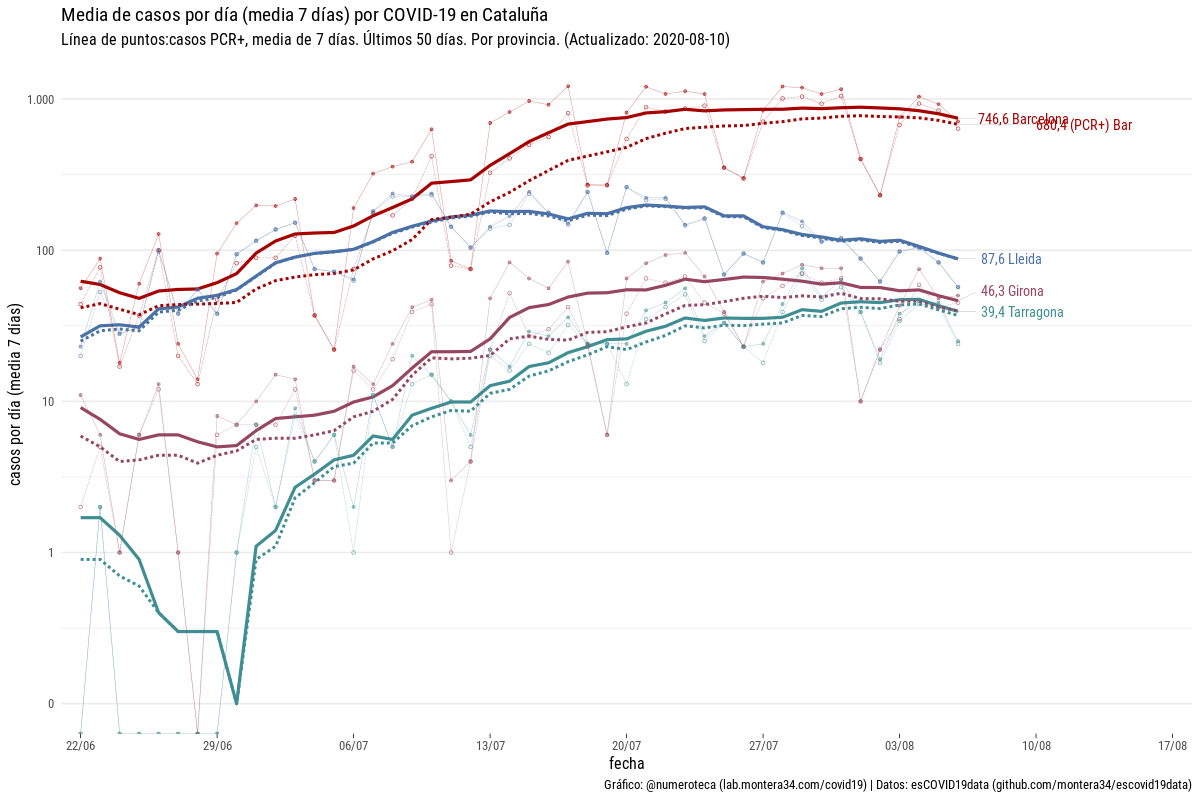 Media de casos por día (media 7 días) por COVID-19 en Cataluña
Línea de puntos:casos PCR+, media de 7 días. Últimos 50 días. Por provincia. (Actualizado: 2020-08-10)
casos por día (media 7 días)
1.000
100
10
1
0
746,6 Barcelona
680,4 (PCR+) Bar
87,6 Lleida
46,3 Girona
39,4 Tarragona
22/06 29/06 06/07 13/07 20/07 27/07 03/08 10/08 17/08
fecha
Gráfico: @numeroteca (lab.montera34.com/covid19) | Datos: esCOVID19data (github.com/montera34/escovid19data)